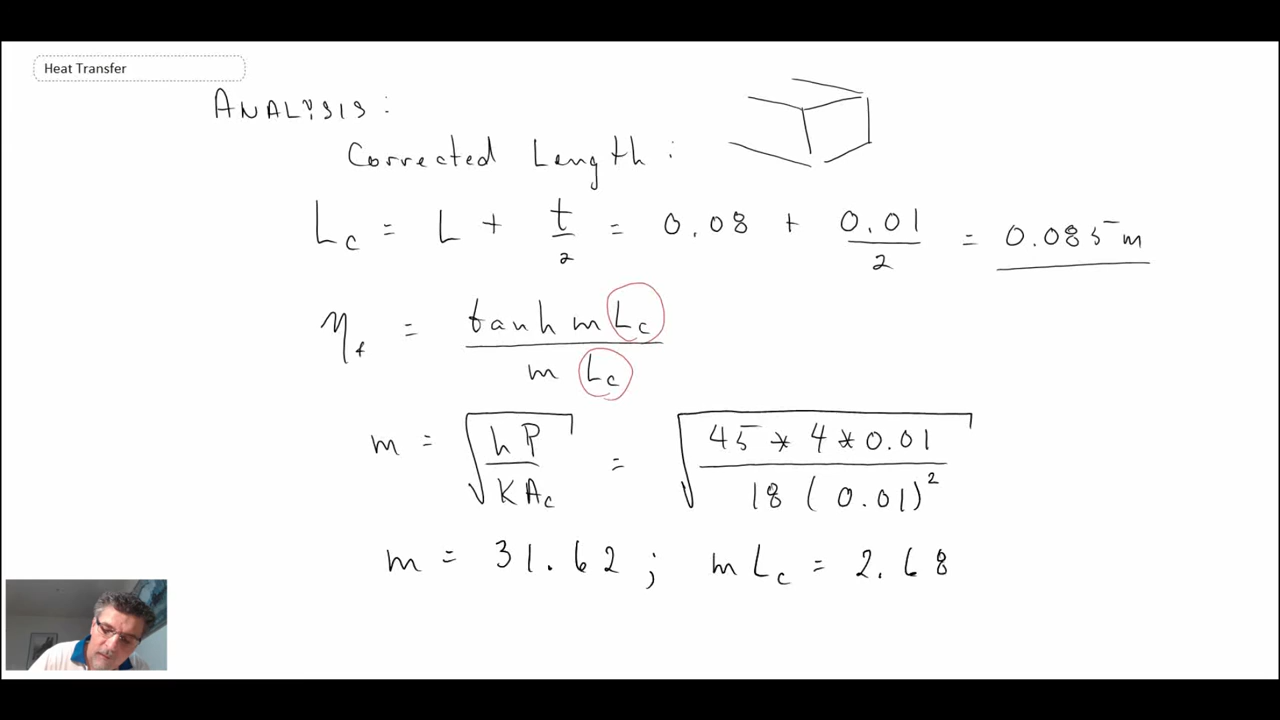 Heat Transfer
ANALYSIS:
Corrected Length:
Lc = L + t/2 = 0.08 + 0.01/2 = 0.085 m
ηf = tanh m Lc / m Lc
m = √(hP / KAc) = √(45 * 4 * 0.01 / 18 (0.01)²)
m = 31.62 ; m Lc = 2.68